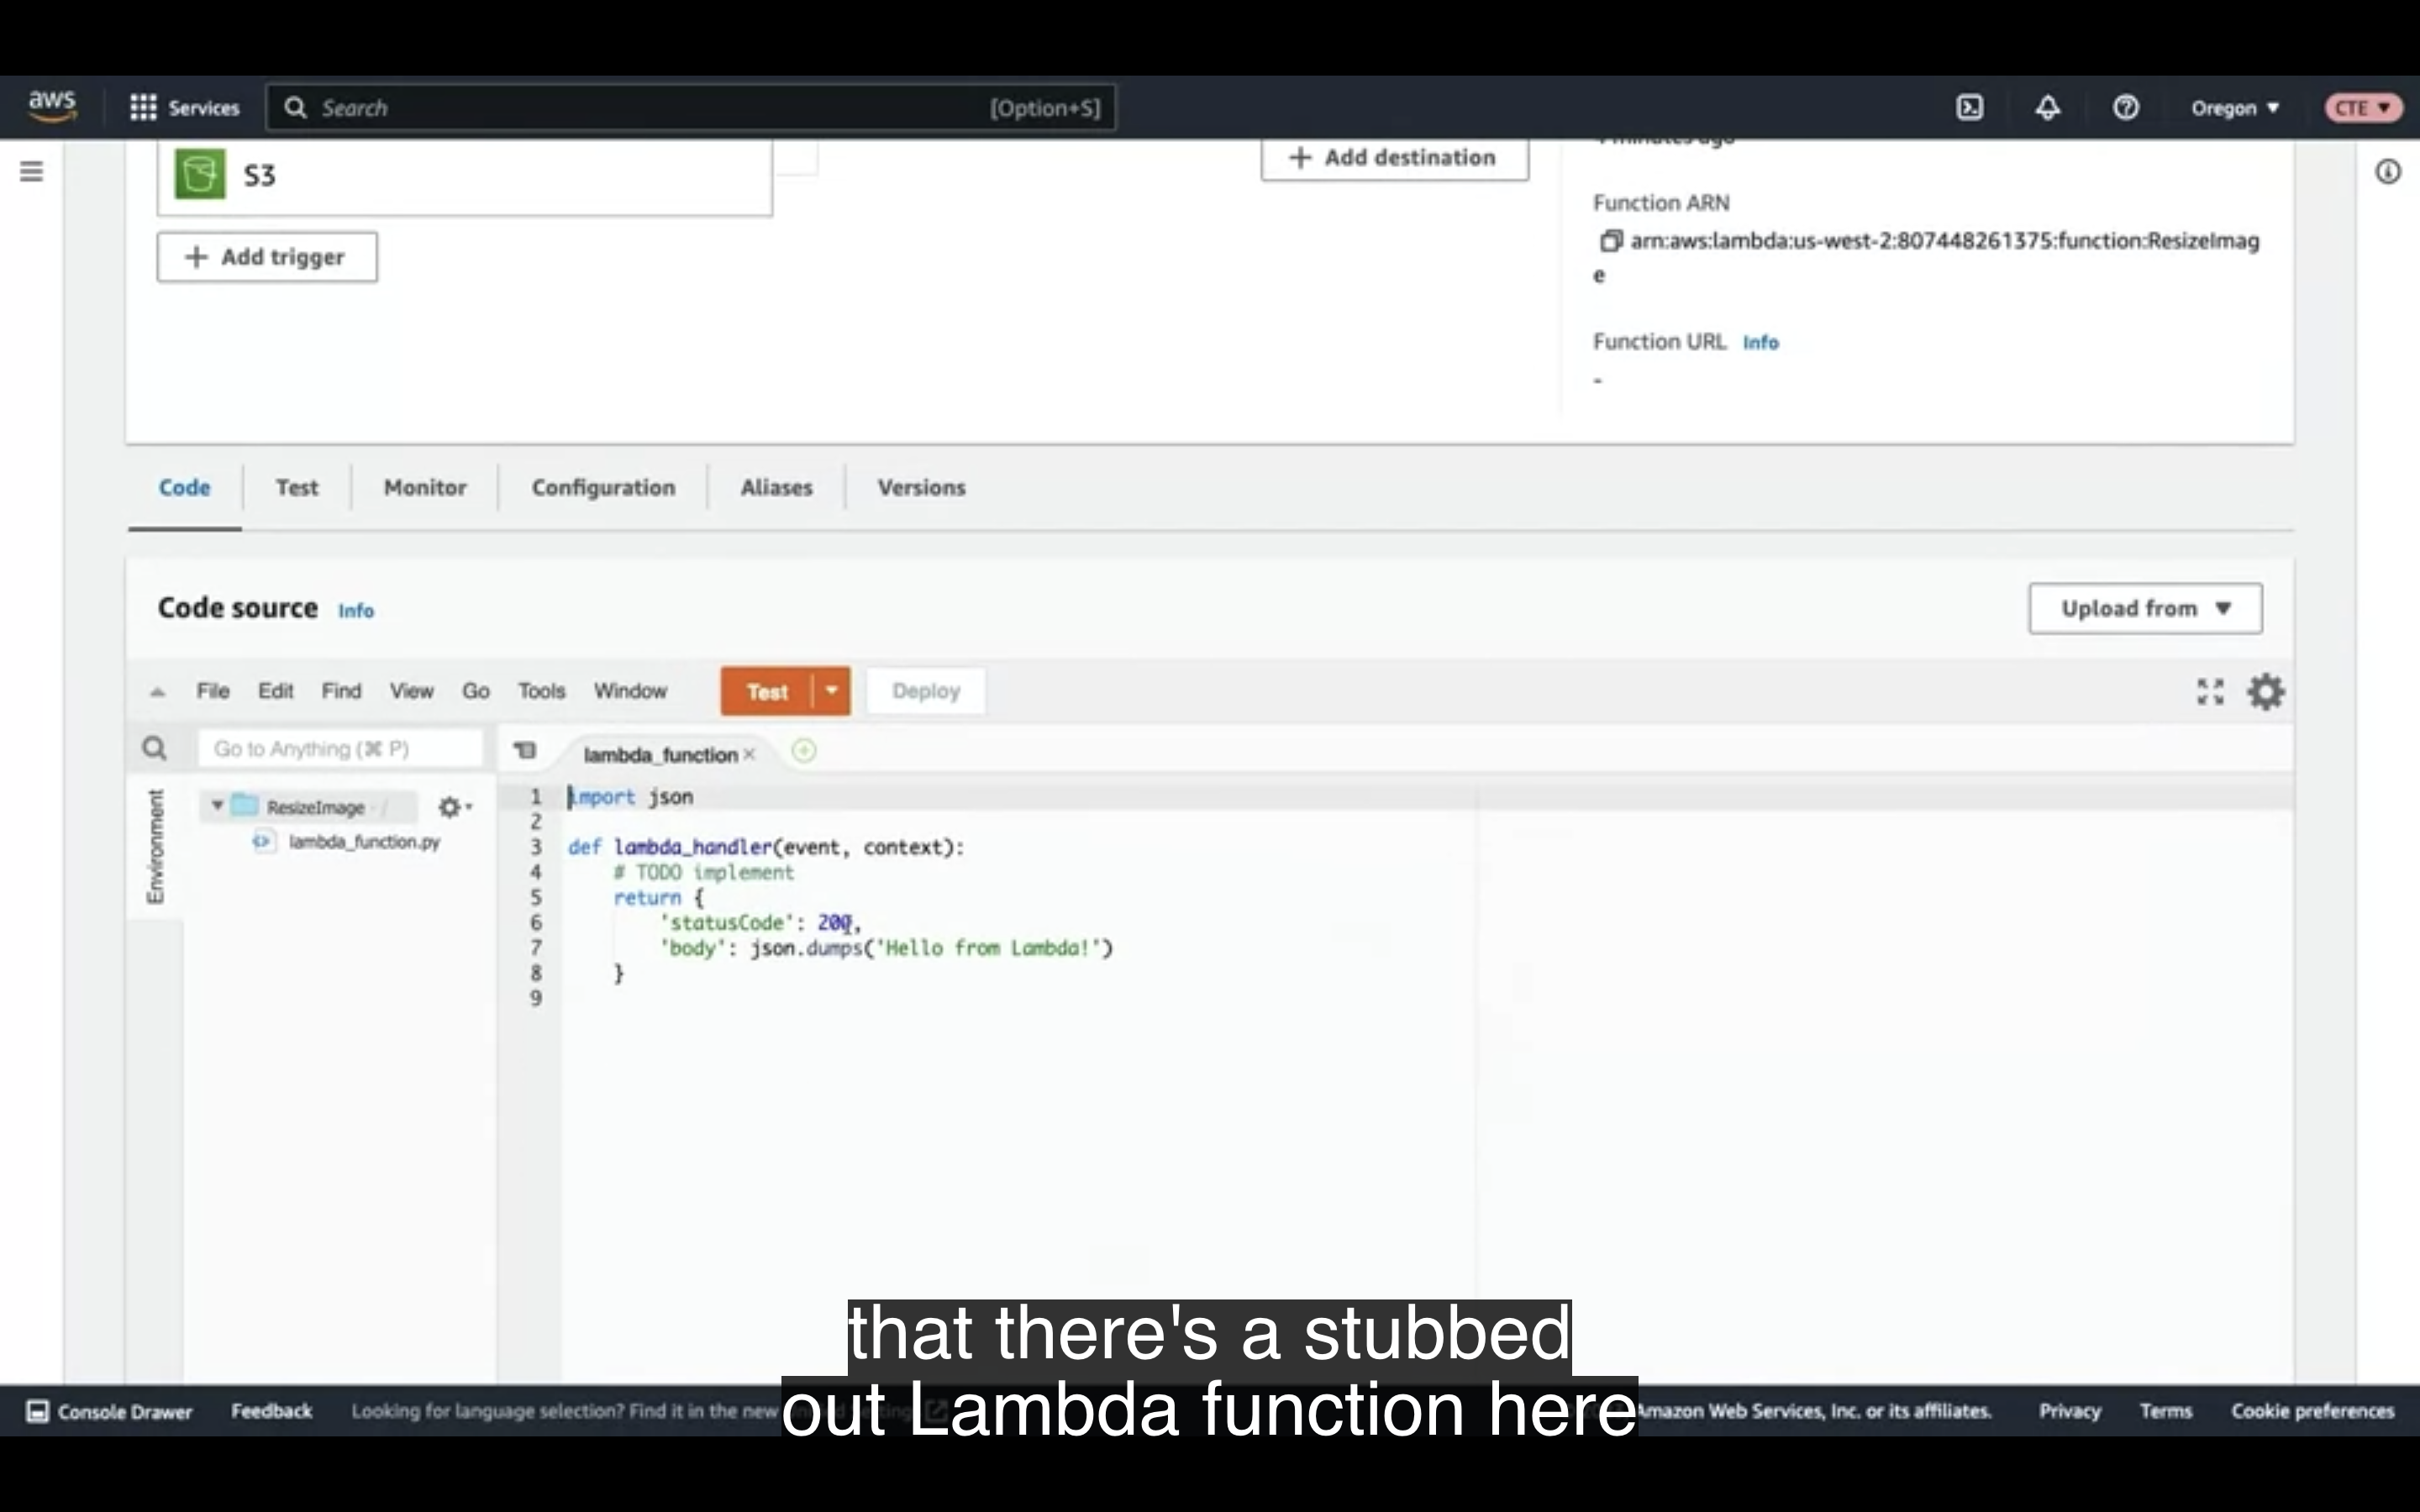 aws
Services
Search
[Option+S]
Oregon
CTE
S3
Add destination
Add trigger
Function ARN
arn:aws:lambda:us-west-2:807448261375:function:ResizeImag
e
Function URL Info
-
Code
Test
Monitor
Configuration
Aliases
Versions
Code source Info
Upload from
File Edit Find View Go Tools Window
Test
Deploy
Go to Anything (⌘ P)
lambda_function
Environment
ResizeImage - /
lambda_function.py
1 import json
2
3 def lambda_handler(event, context):
4 # TODO implement
5 return {
6 'statusCode': 200,
7 'body': json.dumps('Hello from Lambda!')
8 }
9
that there's a stubbed
out Lambda function here
Console Drawer
Feedback
Looking for language selection? Find it in the new
Amazon Web Services, Inc. or its affiliates.
Privacy
Terms
Cookie preferences